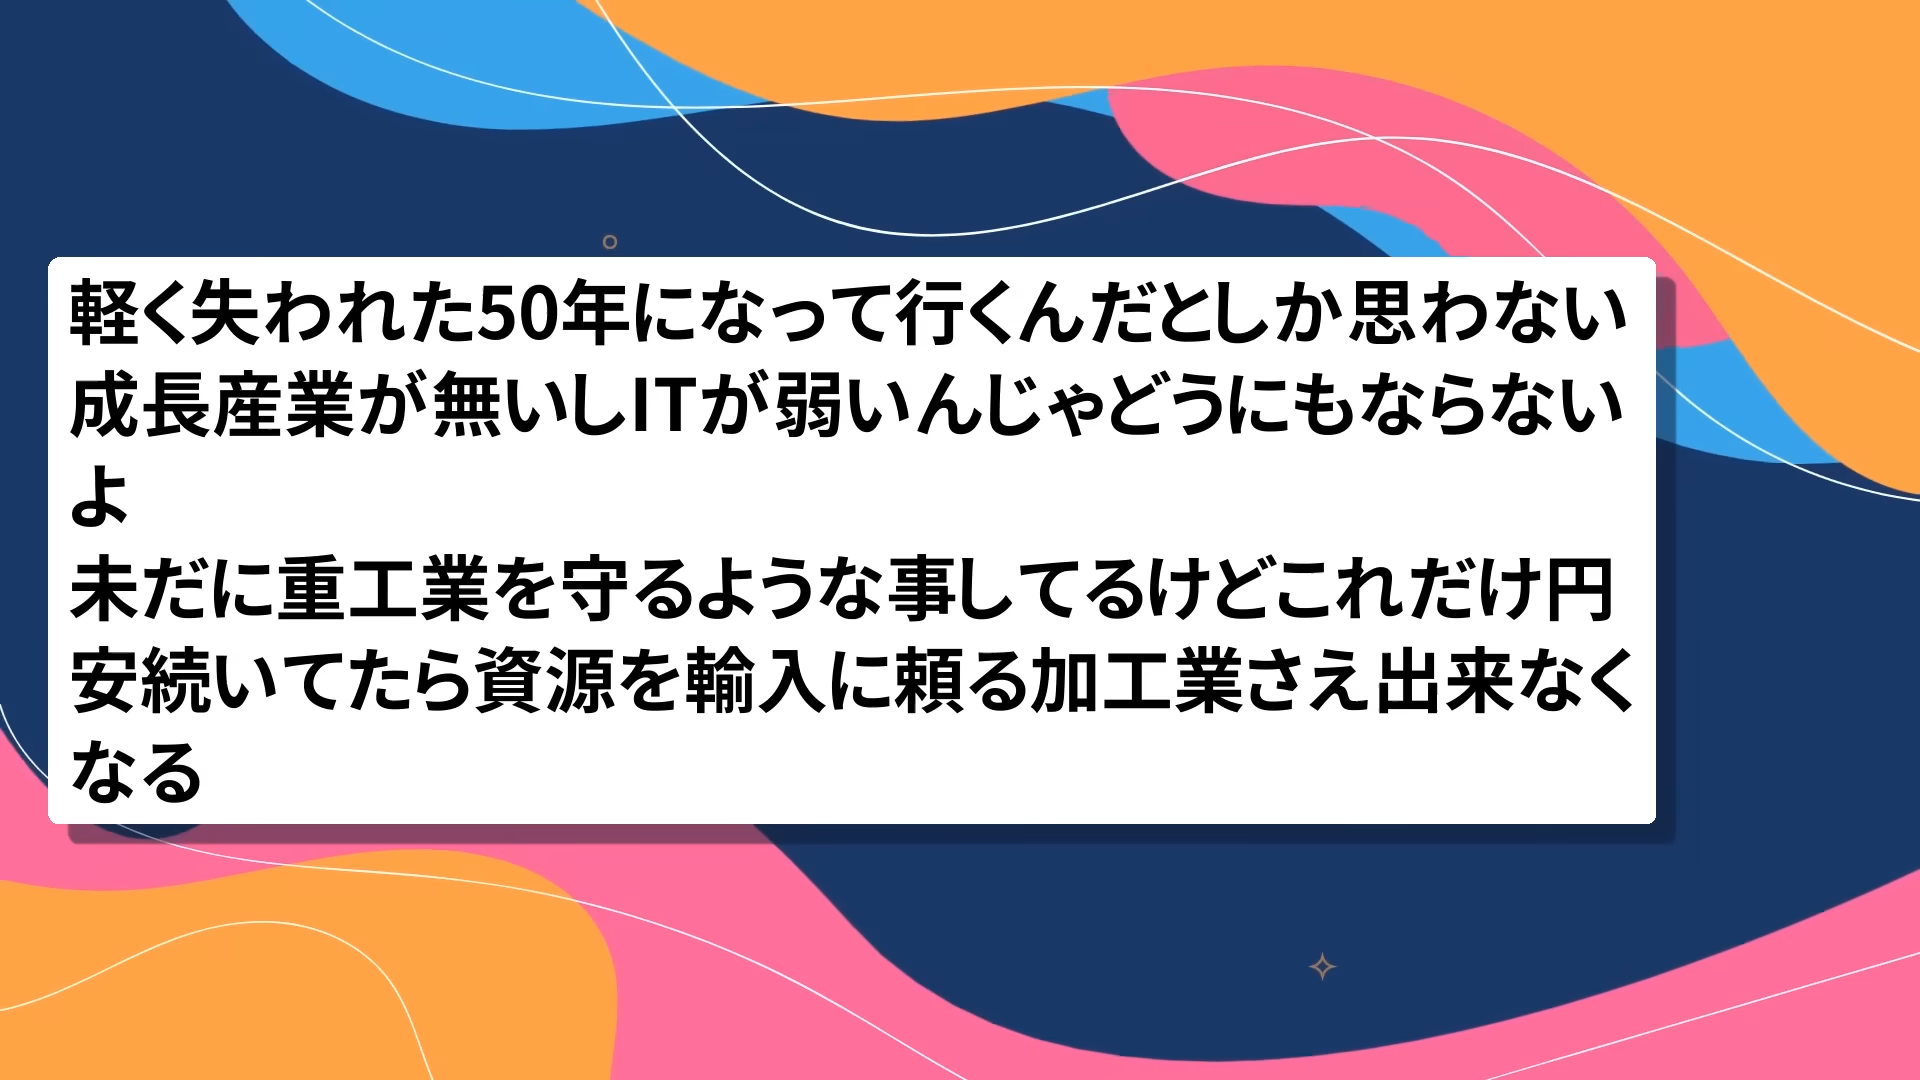 軽く失われた50年になって行くんだとしか思わない
成長産業が無いしITが弱いんじゃどうにもならない
よ
未だに重工業を守るような事してるけどこれだけ円
安続いてたら資源を輸入に頼る加工業さえ出来なく
なる